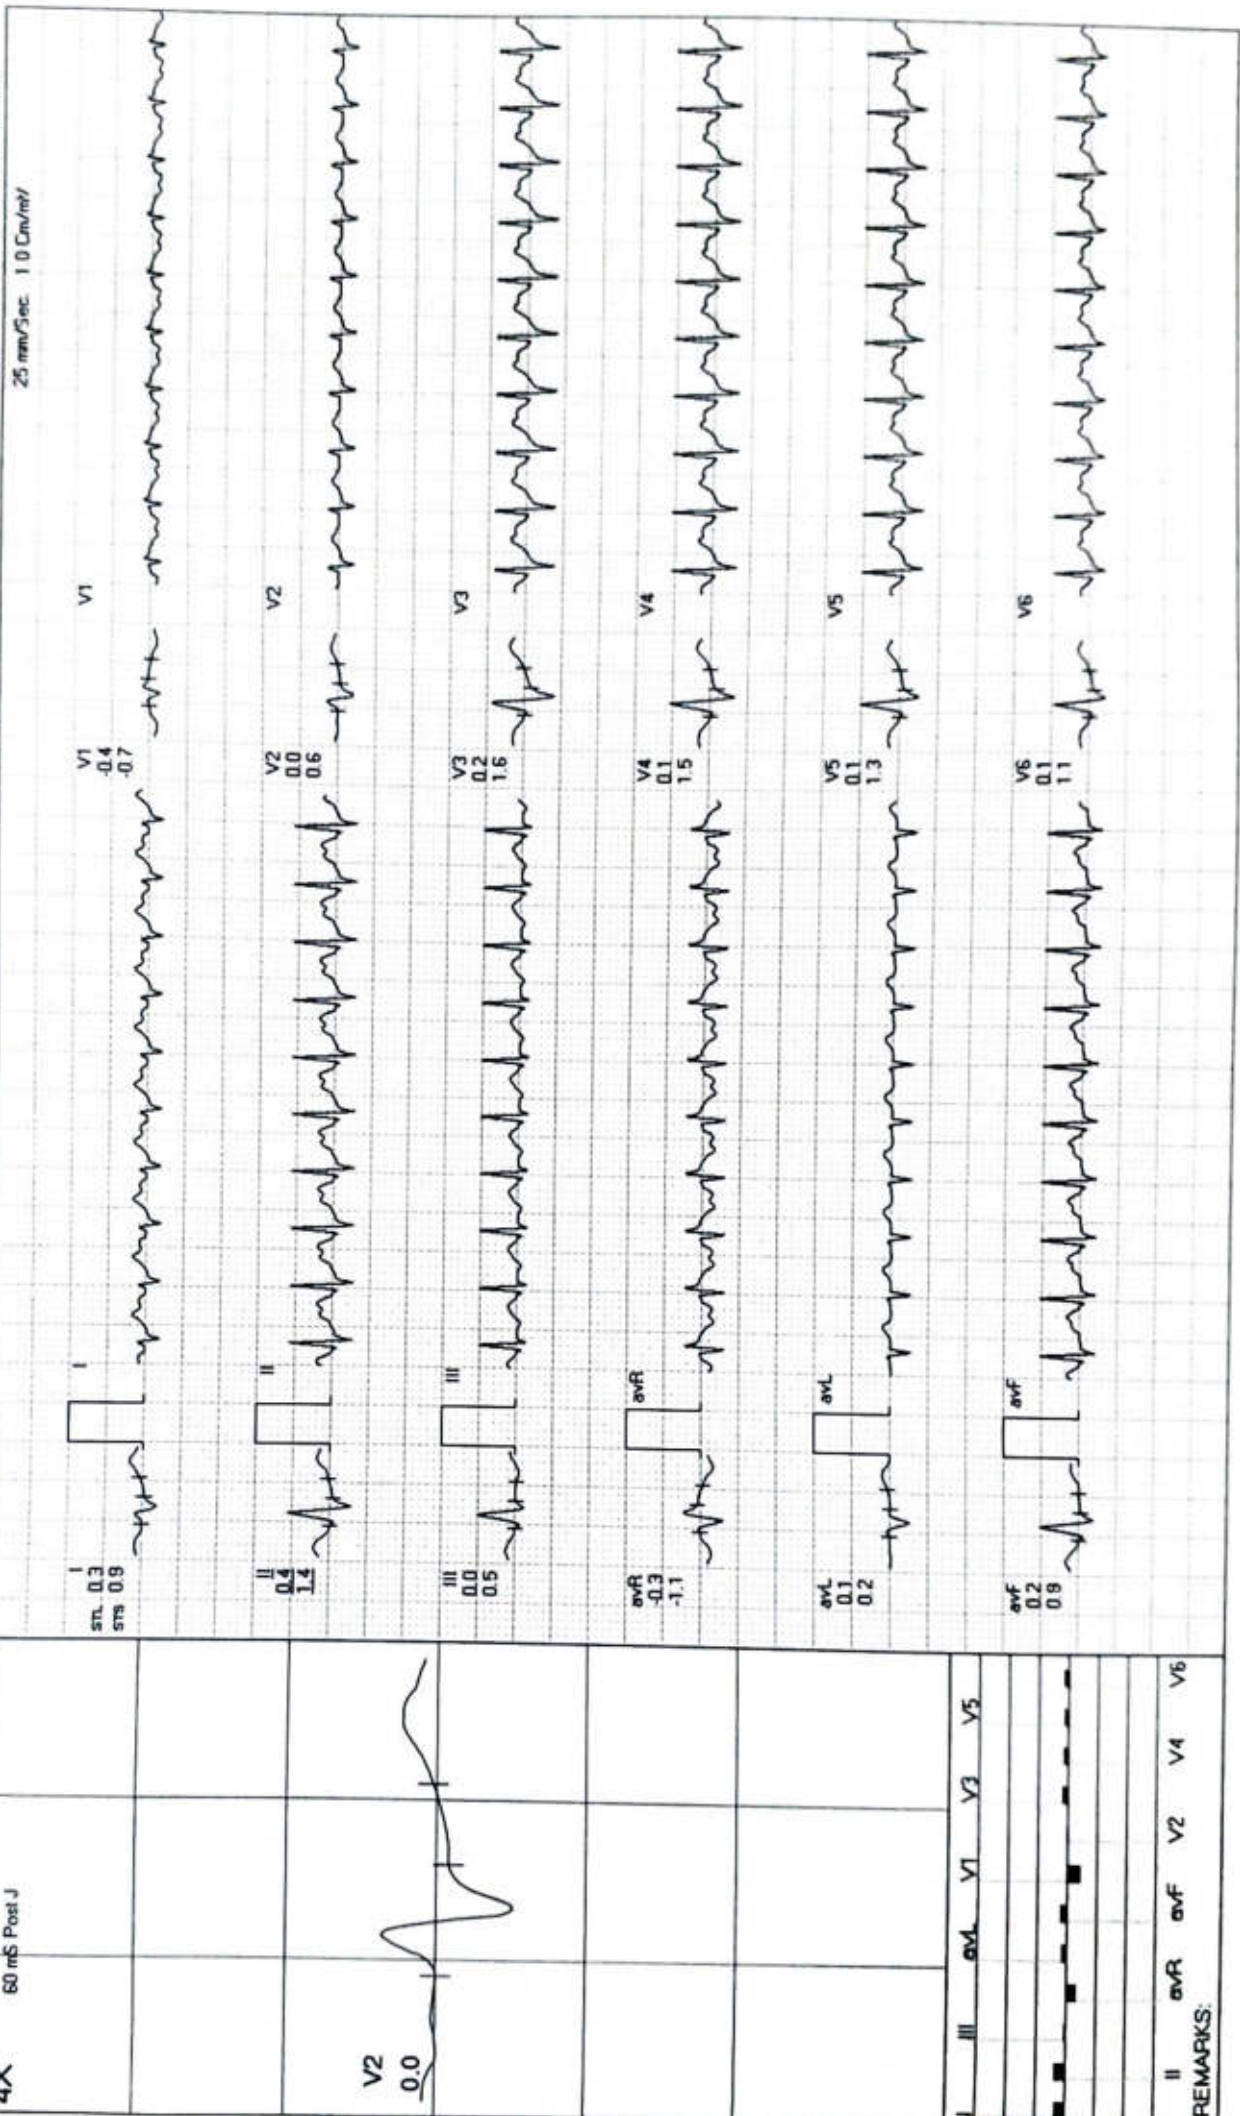 4X
60 mS Post J
25 mm/Sec. 1.0 Cm/mV
V2
0.0
I
STL 0.3
STS 0.9
I
V1
-0.4
-0.7
V1
II
0.4
1.4
II
V2
0.0
0.6
V2
III
0.0
0.5
III
V3
0.2
1.6
V3
avR
-0.3
-1.1
avR
V4
0.1
1.5
V4
avL
0.1
0.2
avL
V5
0.1
1.3
V5
avF
0.2
0.9
avF
V6
0.1
1.1
V6
I III avL V1 V3 V5
II avR avF V2 V4 V6
REMARKS: